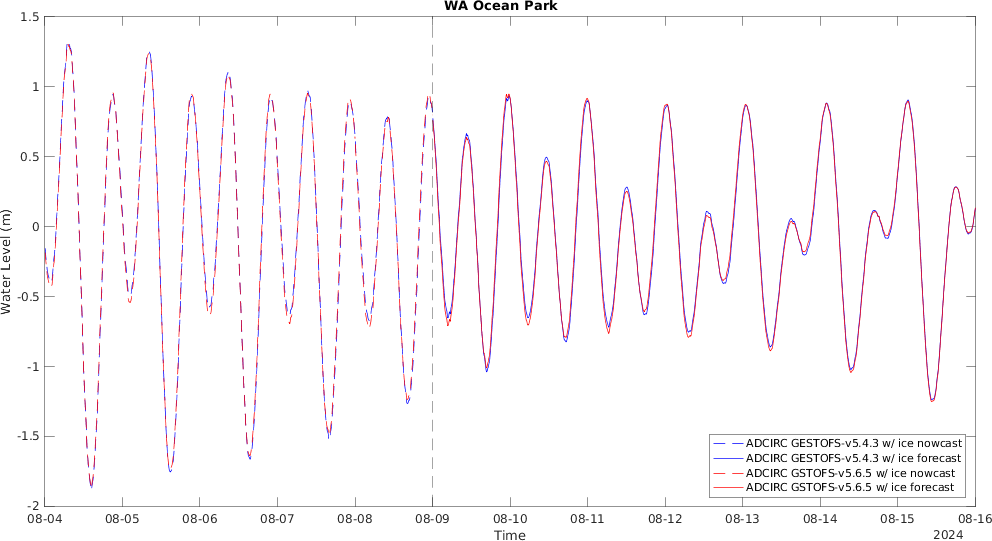 WA Ocean Park
1.5
1
0.5
0
-0.5
-1
-1.5
-2
Water Level (m)
ADCIRC GESTOFS-v5.4.3 w/ ice nowcast
ADCIRC GESTOFS-v5.4.3 w/ ice forecast
ADCIRC GSTOFS-v5.6.5 w/ ice nowcast
ADCIRC GSTOFS-v5.6.5 w/ ice forecast
08-04 08-05 08-06 08-07 08-08 08-09 08-10 08-11 08-12 08-13 08-14 08-15 08-16
Time
2024